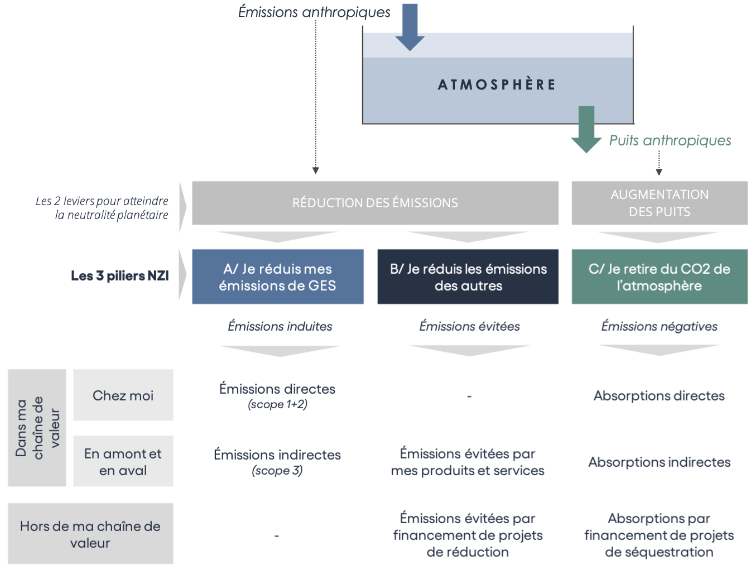 Émissions anthropiques
ATMOSPHÈRE
Puits anthropiques
Les 2 leviers pour atteindre
la neutralité planétaire
RÉDUCTION DES ÉMISSIONS
AUGMENTATION
DES PUITS
Les 3 piliers NZI
A/ Je réduis mes
émissions de GES
B/ Je réduis les émissions
des autres
C/ Je retire du CO2 de
l'atmosphère
Émissions induites
Émissions évitées
Émissions négatives
Dans ma
chaîne de
valeur
Chez moi
Émissions directes
(scope 1+2)
-
Absorptions directes
En amont et
en aval
Émissions indirectes
(scope 3)
Émissions évitées par
mes produits et services
Absorptions indirectes
Hors de ma chaîne de
valeur
-
Émissions évitées par
financement de projets
de réduction
Absorptions par
financement de projets
de séquestration